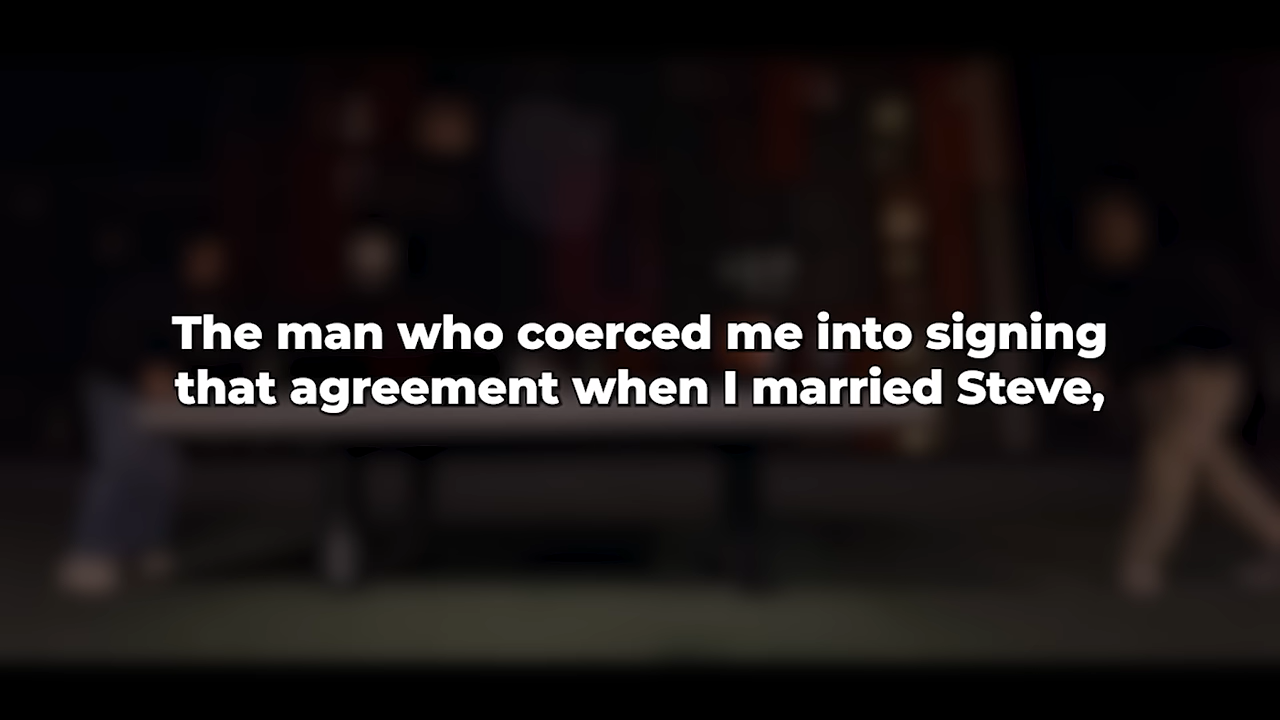 The man who coerced me into signing
that agreement when I married Steve,